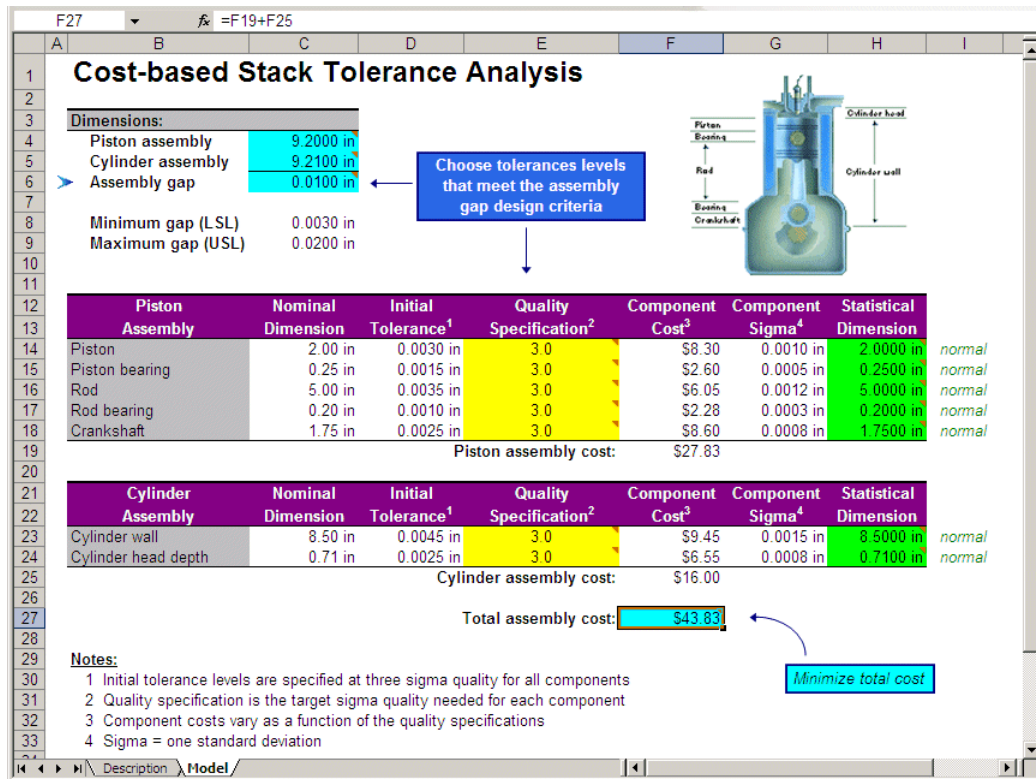 F27 fx =F19+F25
A B C D E F G H I
1 Cost-based Stack Tolerance Analysis
2
3 Dimensions:
4 Piston assembly 9.2000 in
5 Cylinder assembly 9.2100 in
6 Assembly gap 0.0100 in
Choose tolerances levels
that meet the assembly
gap design criteria
7
8 Minimum gap (LSL) 0.0030 in
9 Maximum gap (USL) 0.0200 in
10
11
Piston
Bearing
Rod
Bearing
Crankshaft
Cylinder head
Cylinder wall
12 Piston Nominal Initial Quality Component Component Statistical
13 Assembly Dimension Tolerance1 Specification2 Cost3 Sigma4 Dimension
14 Piston 2.00 in 0.0030 in 3.0 $8.30 0.0010 in 2.0000 in normal
15 Piston bearing 0.25 in 0.0015 in 3.0 $2.60 0.0005 in 0.2500 in normal
16 Rod 5.00 in 0.0035 in 3.0 $6.05 0.0012 in 5.0000 in normal
17 Rod bearing 0.20 in 0.0010 in 3.0 $2.28 0.0003 in 0.2000 in normal
18 Crankshaft 1.75 in 0.0025 in 3.0 $8.60 0.0008 in 1.7500 in normal
19 Piston assembly cost: $27.83
20
21 Cylinder Nominal Initial Quality Component Component Statistical
22 Assembly Dimension Tolerance1 Specification2 Cost3 Sigma4 Dimension
23 Cylinder wall 8.50 in 0.0045 in 3.0 $9.45 0.0015 in 8.5000 in normal
24 Cylinder head depth 0.71 in 0.0025 in 3.0 $6.55 0.0008 in 0.7100 in normal
25 Cylinder assembly cost: $16.00
26
27 Total assembly cost: $43.83
28
29 Notes:
30 1 Initial tolerance levels are specified at three sigma quality for all components
Minimize total cost
31 2 Quality specification is the target sigma quality needed for each component
32 3 Component costs vary as a function of the quality specifications
33 4 Sigma = one standard deviation
Description Model